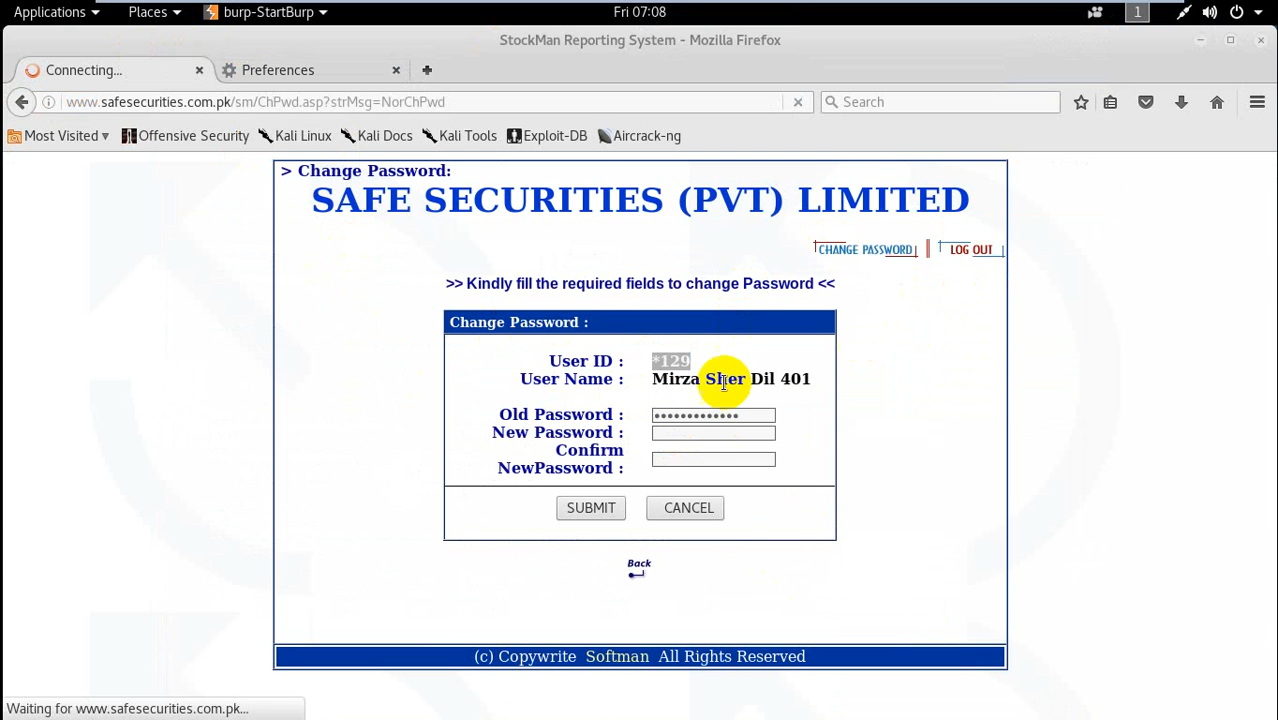 Applications Places burp-StartBurp Fri 07:08 1
StockMan Reporting System - Mozilla Firefox
Connecting... Preferences
www.safesecurities.com.pk/sm/ChPwd.asp?strMsg=NorChPwd Search
Most Visited Offensive Security Kali Linux Kali Docs Kali Tools Exploit-DB Aircrack-ng
> Change Password:
SAFE SECURITIES (PVT) LIMITED
CHANGE PASSWORD LOG OUT
>> Kindly fill the required fields to change Password <<
Change Password :
User ID : *129
User Name : Mirza Sher Dil 401
Old Password : •••••••••••••
New Password :
Confirm
NewPassword :
SUBMIT CANCEL
Back
(c) Copywrite Softman All Rights Reserved
Waiting for www.safesecurities.com.pk...